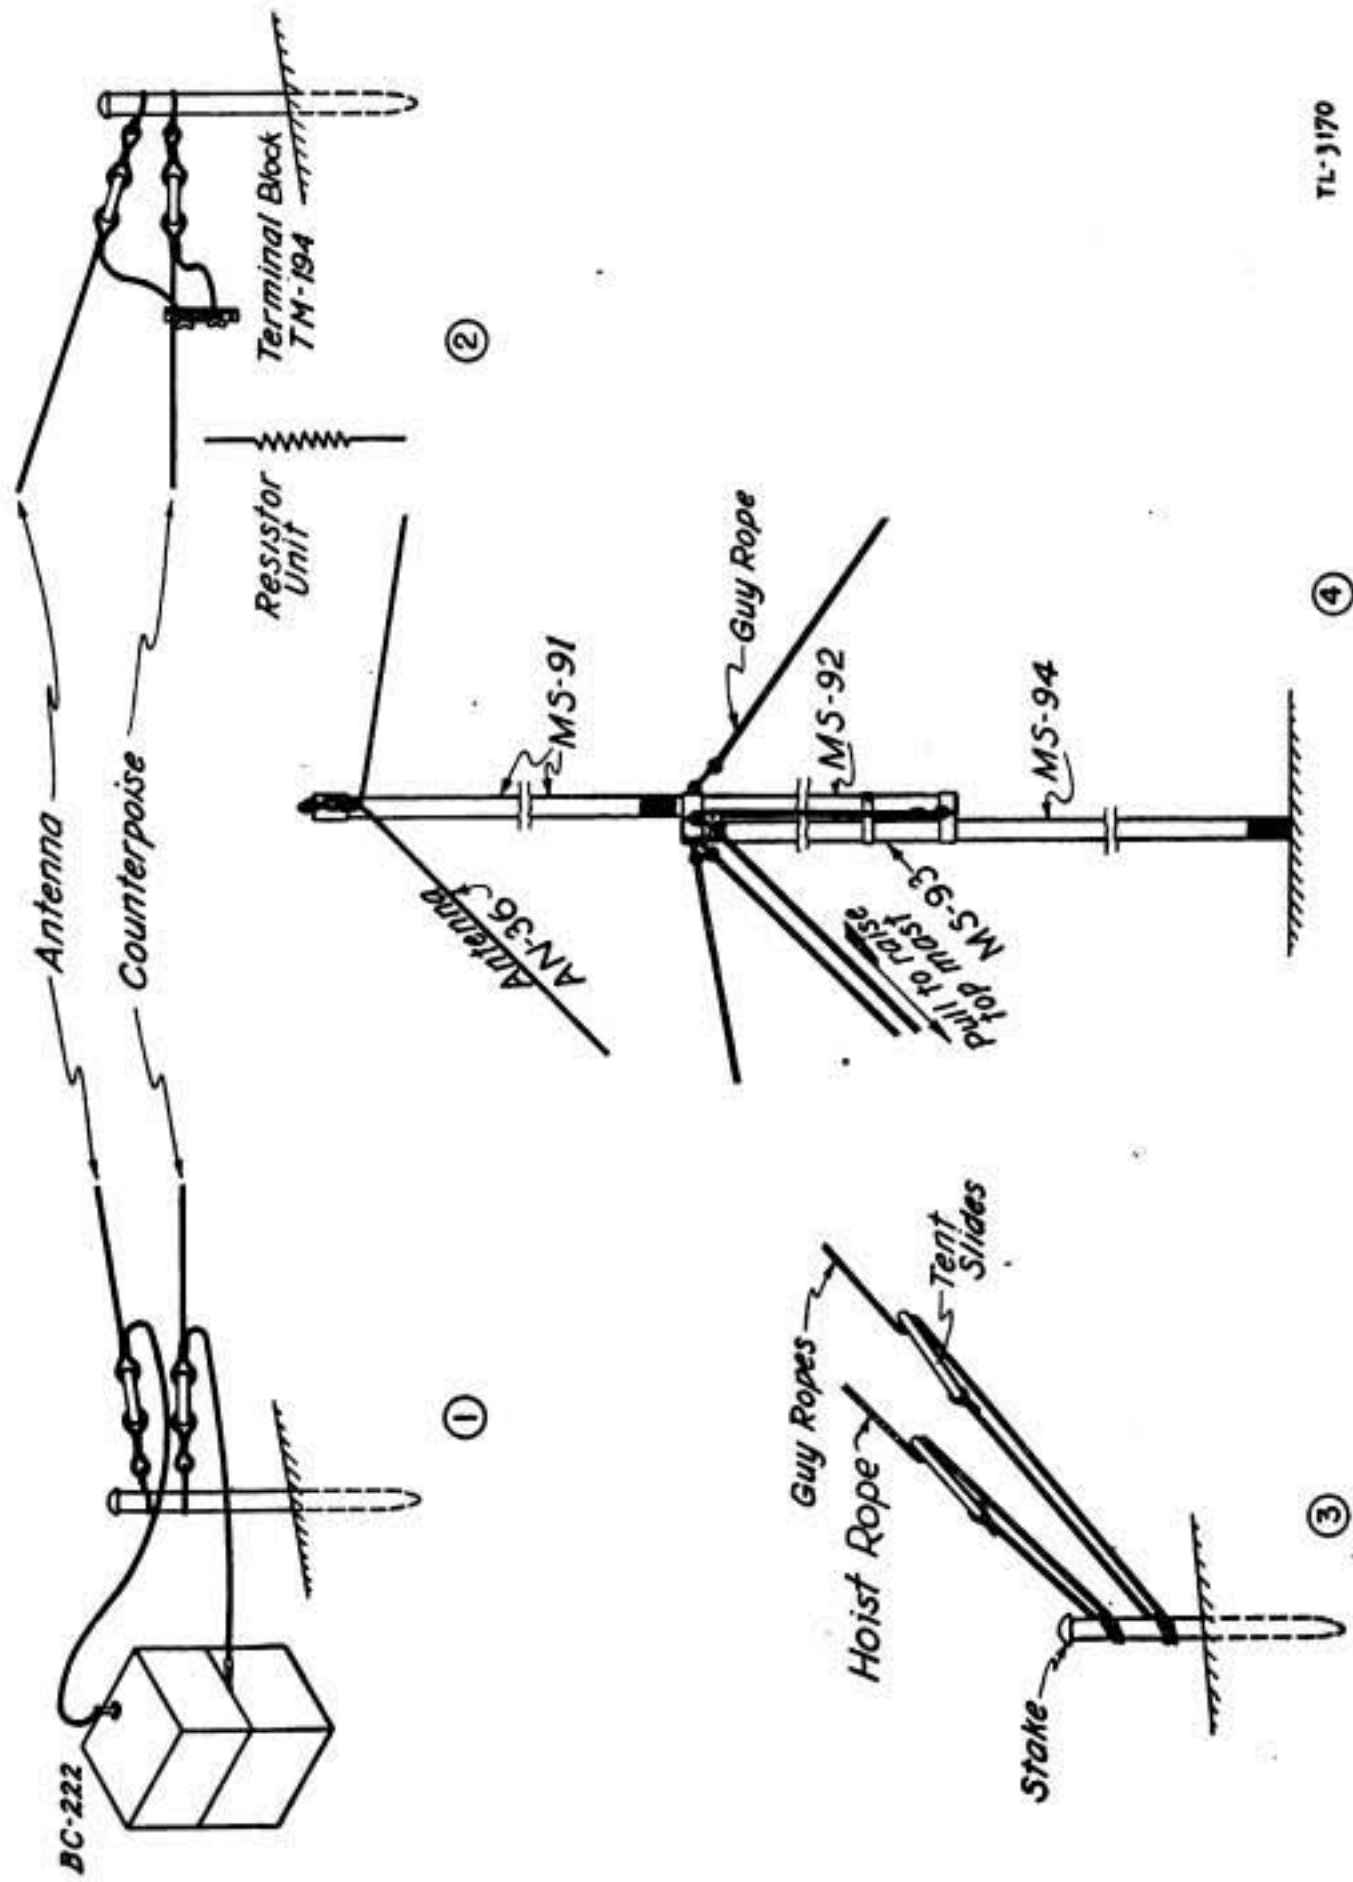 BC-222
Antenna
Counterpoise
①
Resistor
Unit
Terminal Block
TM-194
②
Stake
Hoist Rope
Guy Ropes
Tent
Slides
③
Antenna
AN-36
MS-91
Guy Rope
Pull to raise
top mast
MS-93
MS-92
MS-94
④
TL-3170